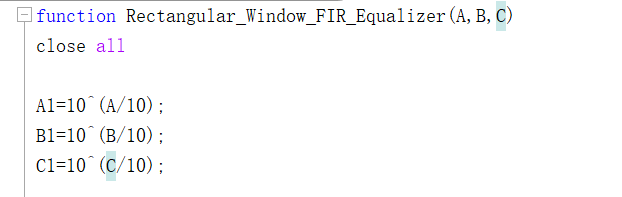 function Rectangular_Window_FIR_Equalizer(A,B,C)
close all
A1=10^(A/10);
B1=10^(B/10);
C1=10^(C/10);